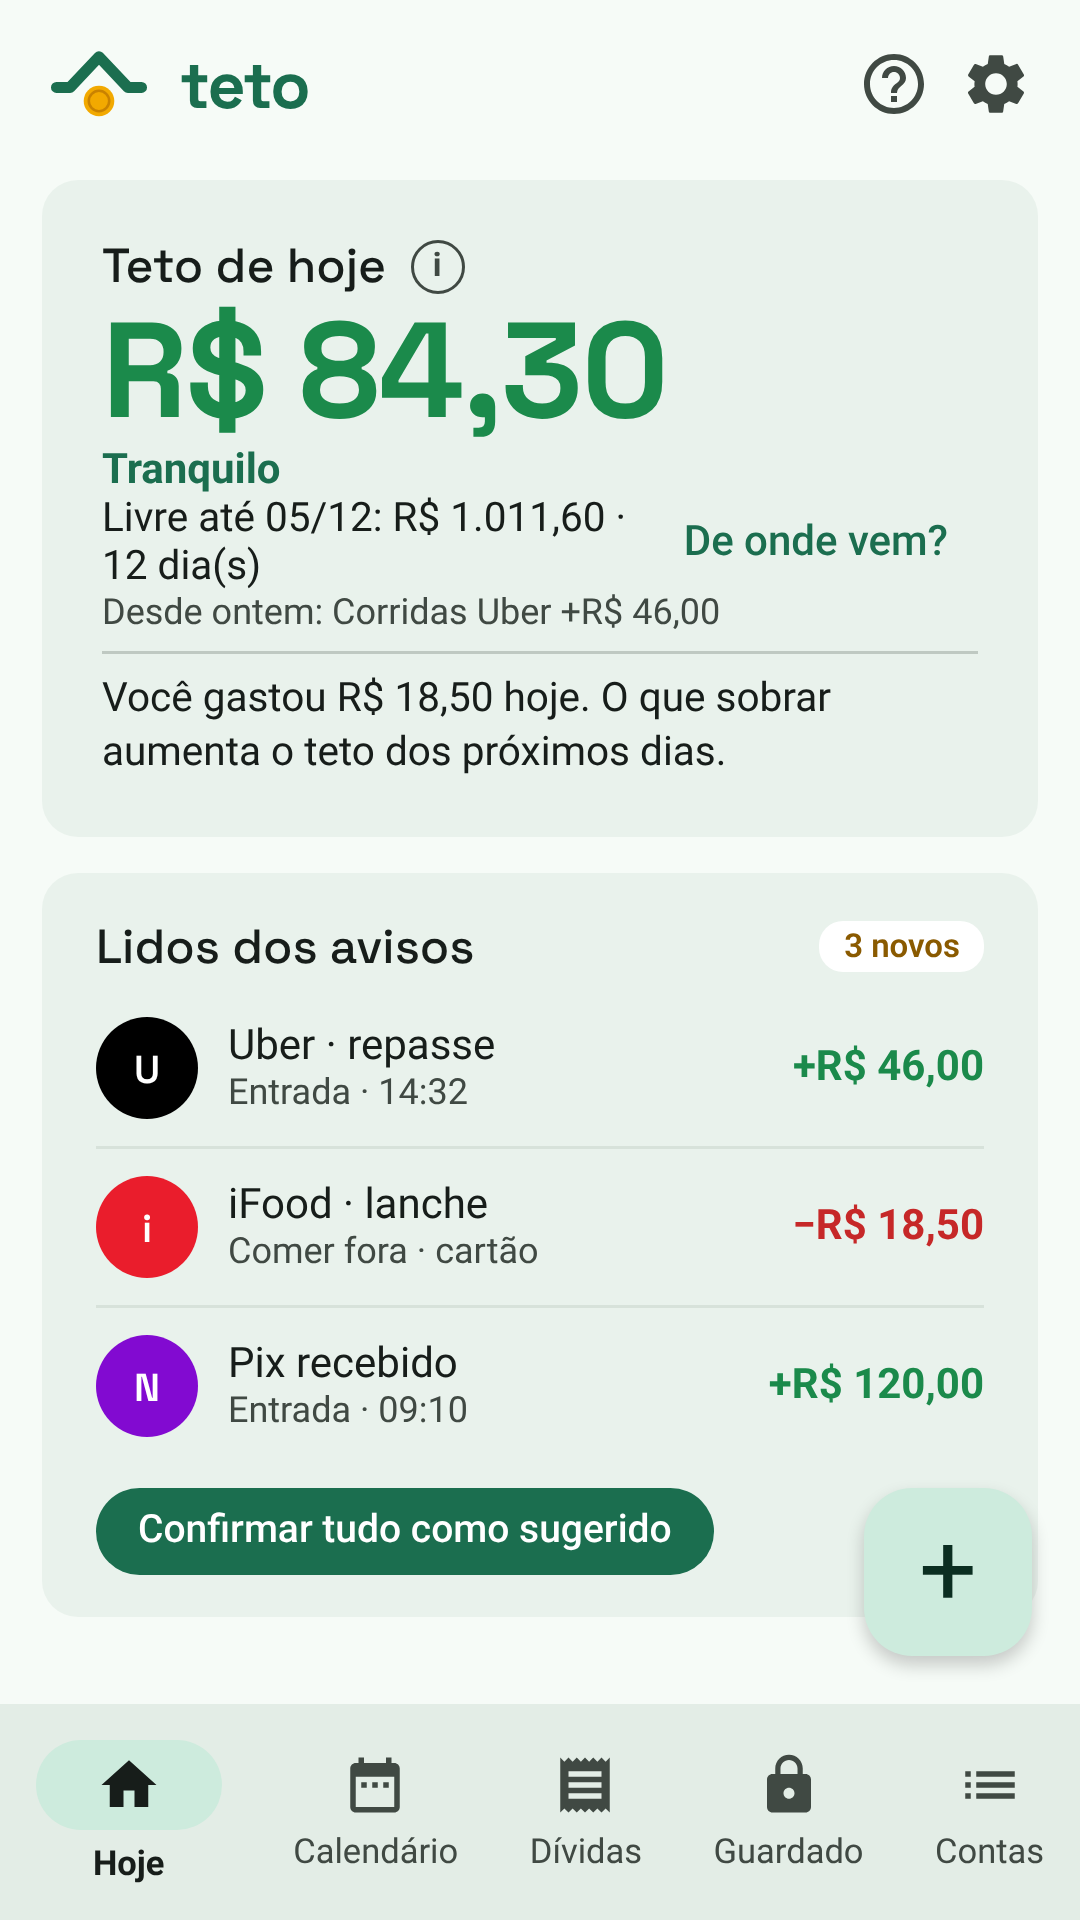 teto
Teto de hoje
R$ 84,30
Tranquilo
Livre até 05/12: R$ 1.011,60 ·
12 dia(s)
De onde vem?
Desde ontem: Corridas Uber +R$ 46,00
Você gastou R$ 18,50 hoje. O que sobrar
aumenta o teto dos próximos dias.
Lidos dos avisos
3 novos
U
Uber · repasse
Entrada · 14:32
+R$ 46,00
i
iFood · lanche
Comer fora · cartão
−R$ 18,50
N
Pix recebido
Entrada · 09:10
+R$ 120,00
Confirmar tudo como sugerido
Hoje
Calendário
Dívidas
Guardado
Contas